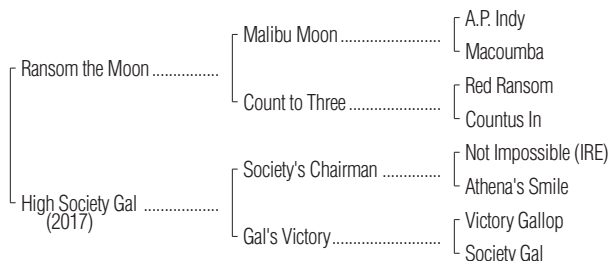 A.P. Indy
Malibu Moon ......................
Macoumba
Ransom the Moon ................
Red Ransom
Count to Three ......................
Countus In
Not Impossible (IRE)
Society's Chairman ..............
Athena's Smile
High Society Gal ..................
(2017)
Victory Gallop
Gal's Victory..........................
Society Gal